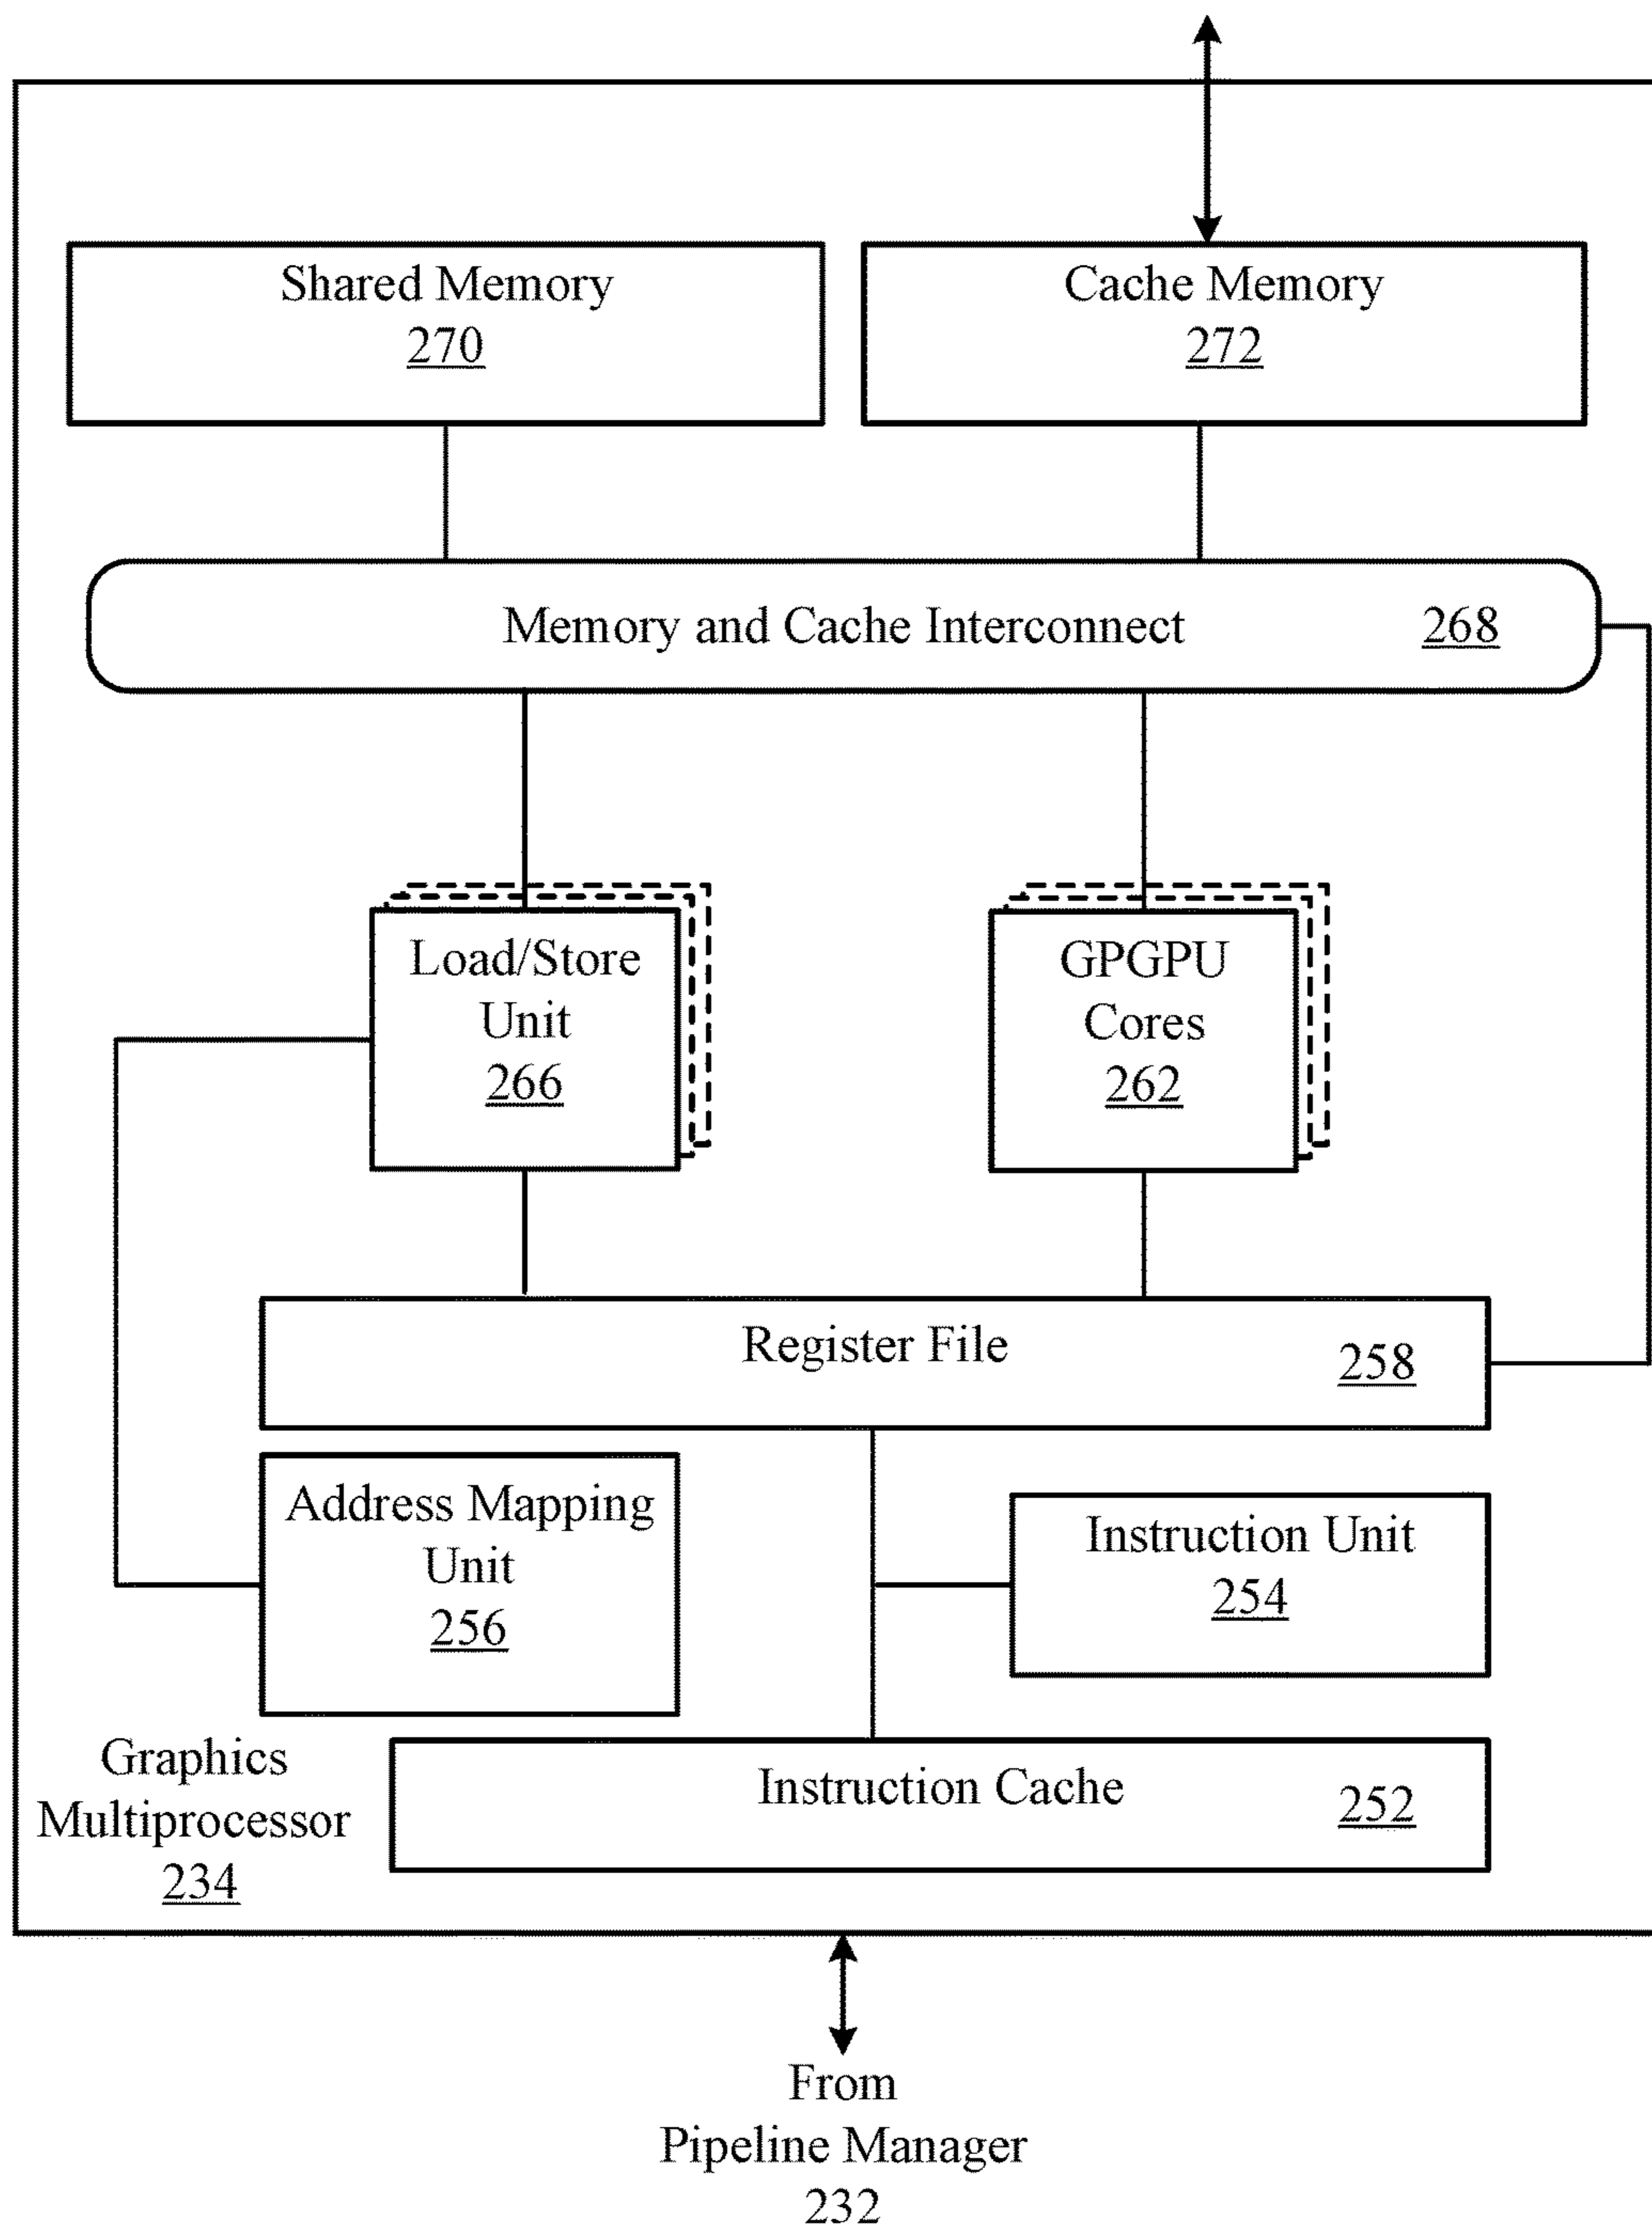 Shared Memory
270
Cache Memory
272
Memory and Cache Interconnect 268
Load/Store
Unit
266
GPGPU
Cores
262
Register File 258
Address Mapping
Unit
256
Instruction Unit
254
Graphics
Multiprocessor
234
Instruction Cache 252
From
Pipeline Manager
232